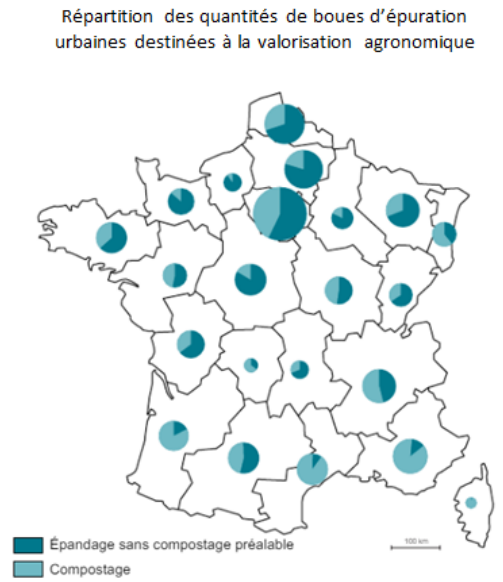 Répartition des quantités de boues d'épuration
urbaines destinées à la valorisation agronomique
Épandage sans compostage préalable
Compostage
100 km